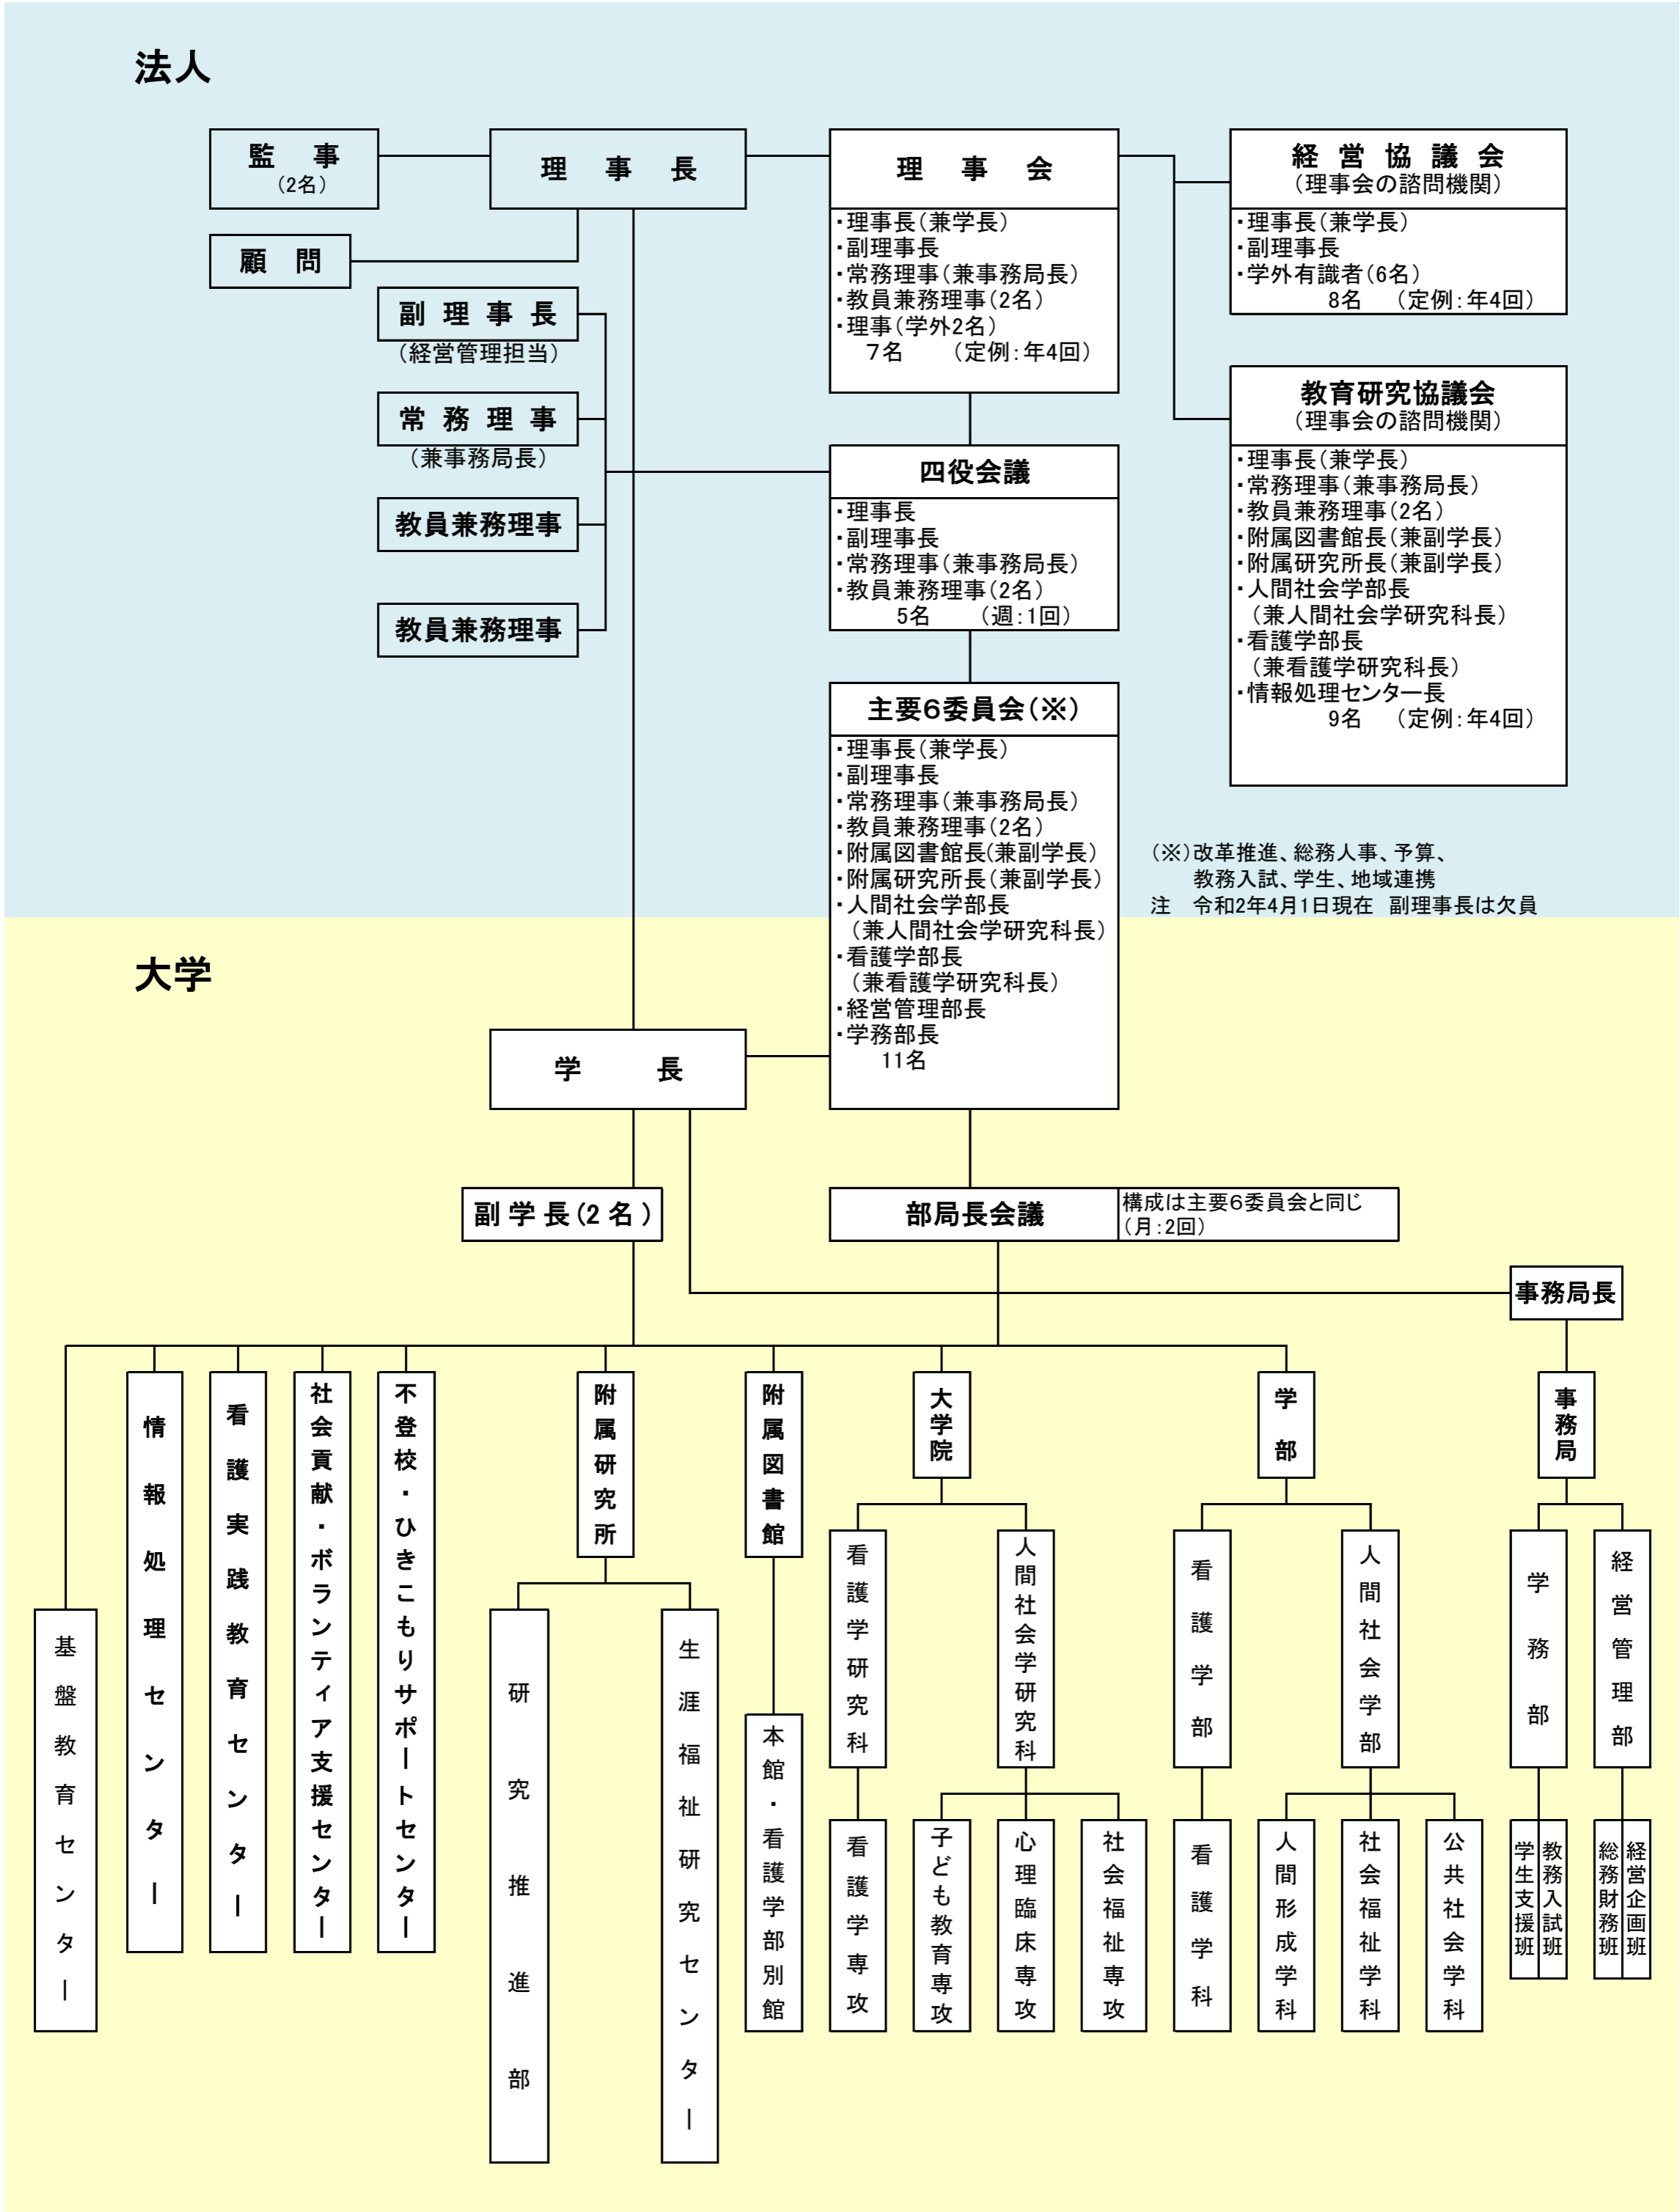 法人
監　事
（2名）
理　事　長
顧　問
副 理 事 長
（経営管理担当）
常 務 理 事
（兼事務局長）
教員兼務理事
教員兼務理事
理　事　会
・理事長（兼学長）
・副理事長
・常務理事（兼事務局長）
・教員兼務理事（2名）
・理事（学外2名）
7名　（定例：年4回）
四役会議
・理事長
・副理事長
・常務理事（兼事務局長）
・教員兼務理事（2名）
5名　（週：1回）
主要6委員会（※）
・理事長（兼学長）
・副理事長
・常務理事（兼事務局長）
・教員兼務理事（2名）
・附属図書館長（兼副学長）
・附属研究所長（兼副学長）
・人間社会学部長
（兼人間社会学研究科長）
・看護学部長
（兼看護学研究科長）
・経営管理部長
・学務部長
11名
経 営 協 議 会
（理事会の諮問機関）
・理事長（兼学長）
・副理事長
・学外有識者（6名）
8名　（定例：年4回）
教育研究協議会
（理事会の諮問機関）
・理事長（兼学長）
・常務理事（兼事務局長）
・教員兼務理事（2名）
・附属図書館長（兼副学長）
・附属研究所長（兼副学長）
・人間社会学部長
（兼人間社会学研究科長）
・看護学部長
（兼看護学研究科長）
・情報処理センター長
9名　（定例：年4回）
（※）改革推進、総務人事、予算、
教務入試、学生、地域連携
注　令和2年4月1日現在　副理事長は欠員
大学
学　長
副 学 長（2 名）
部局長会議
構成は主要6委員会と同じ
（月：2回）
事務局長
基盤教育センター
情報処理センター
看護実践教育センター
社会貢献・ボランティア支援センター
不登校・ひきこもりサポートセンター
附属研究所
研究推進部
生涯福祉研究センター
附属図書館
本館・看護学部別館
大学院
看護学研究科
看護学専攻
人間社会学研究科
子ども教育専攻
心理臨床専攻
社会福祉専攻
学部
看護学部
看護学科
人間社会学部
人間形成学科
社会福祉学科
公共社会学科
事務局
学務部
学生支援班
教務入試班
経営管理部
総務財務班
経営企画班